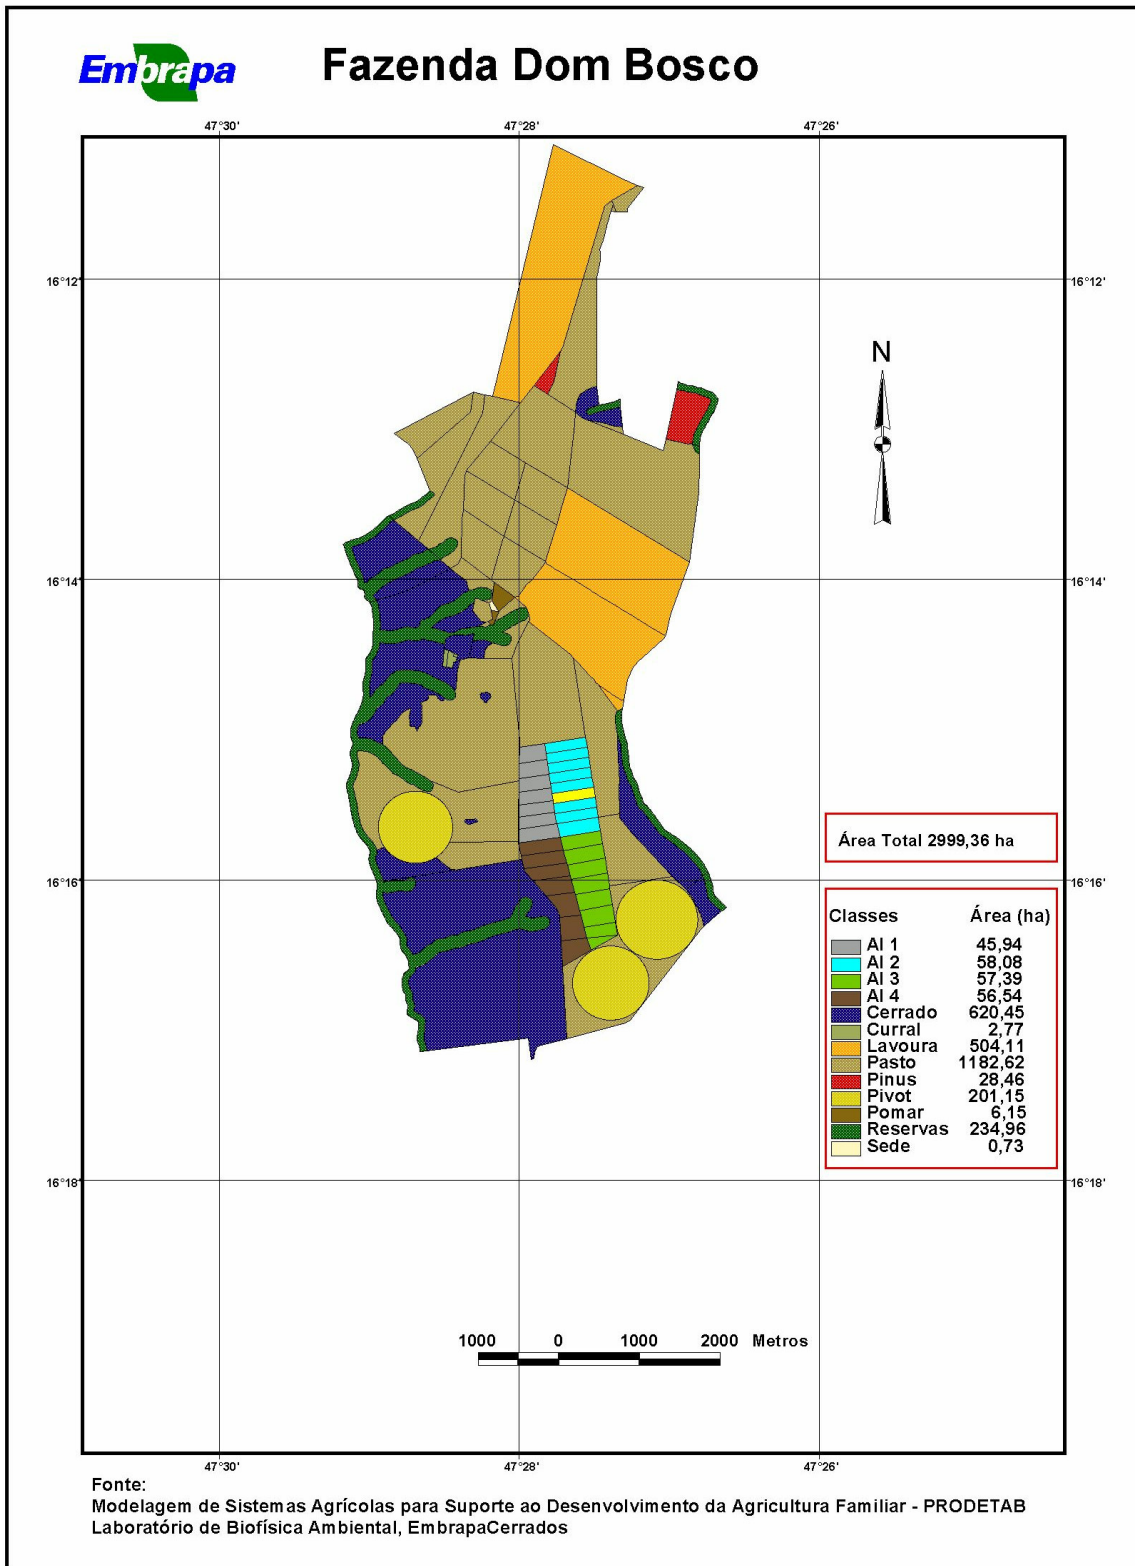 Embrapa
Fazenda Dom Bosco
47°30' 47°28' 47°26'
16°12' 16°12'
N
16°14' 16°14'
Área Total 2999,36 ha
16°16' 16°16'
Classes Área (ha)
AI 1 45,94
AI 2 58,08
AI 3 57,39
AI 4 56,54
Cerrado 620,45
Curral 2,77
Lavoura 504,11
Pasto 1182,62
Pinus 28,46
Pivot 201,15
Pomar 6,15
Reservas 234,96
Sede 0,73
16°18' 16°18'
1000 0 1000 2000 Metros
47°30' 47°28' 47°26'
Fonte:
Modelagem de Sistemas Agrícolas para Suporte ao Desenvolvimento da Agricultura Familiar - PRODETAB
Laboratório de Biofísica Ambiental, EmbrapaCerrados